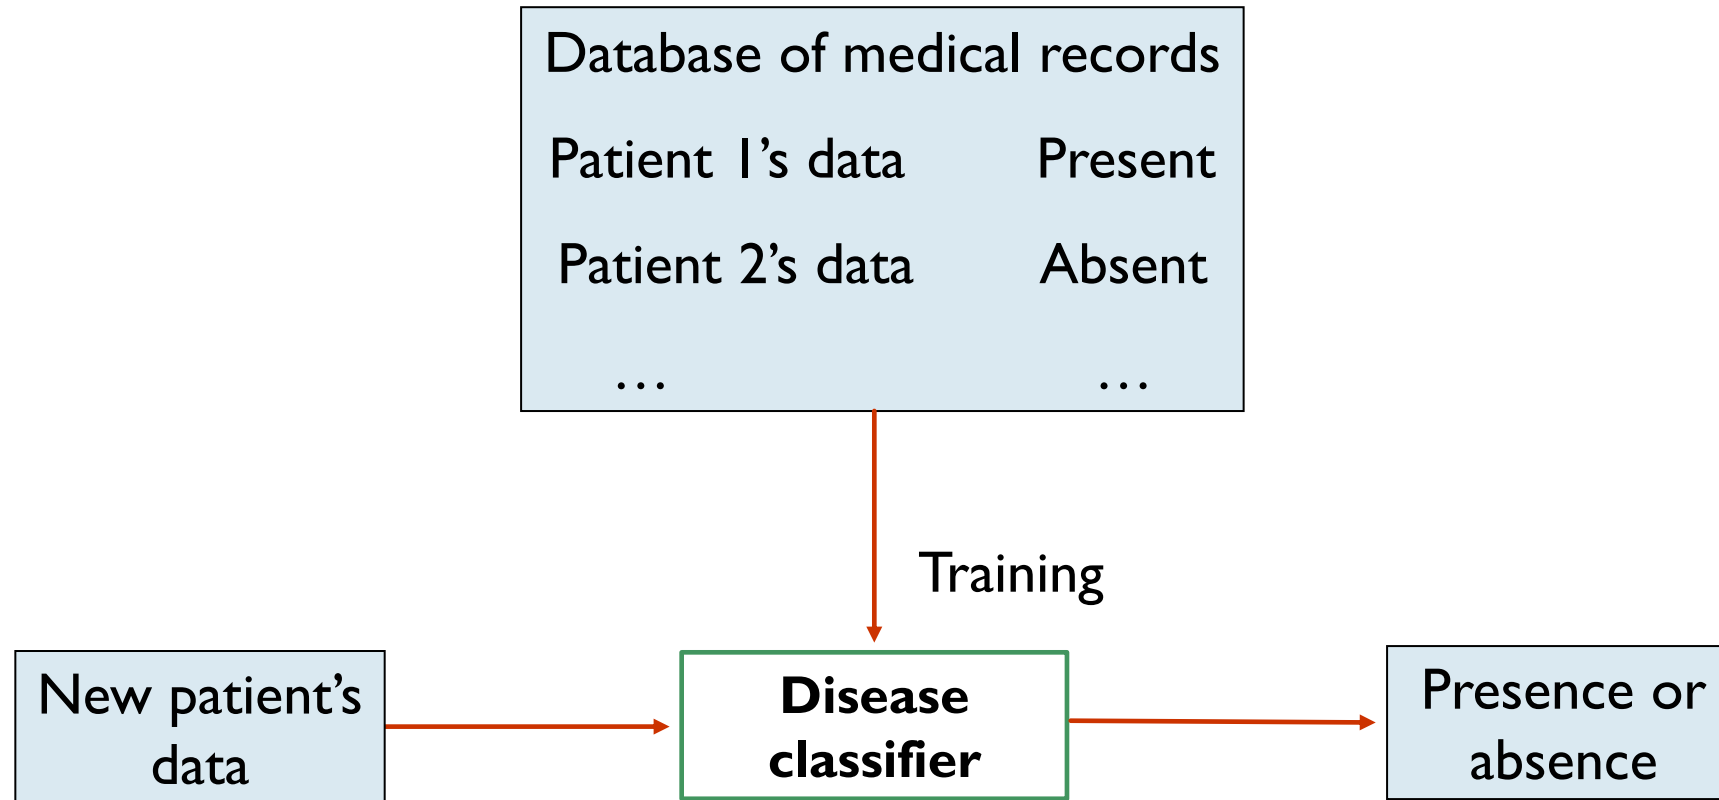 Database of medical records
Patient 1’s data Present
Patient 2’s data Absent
… …
Training
New patient’s
data
Disease
classifier
Presence or
absence